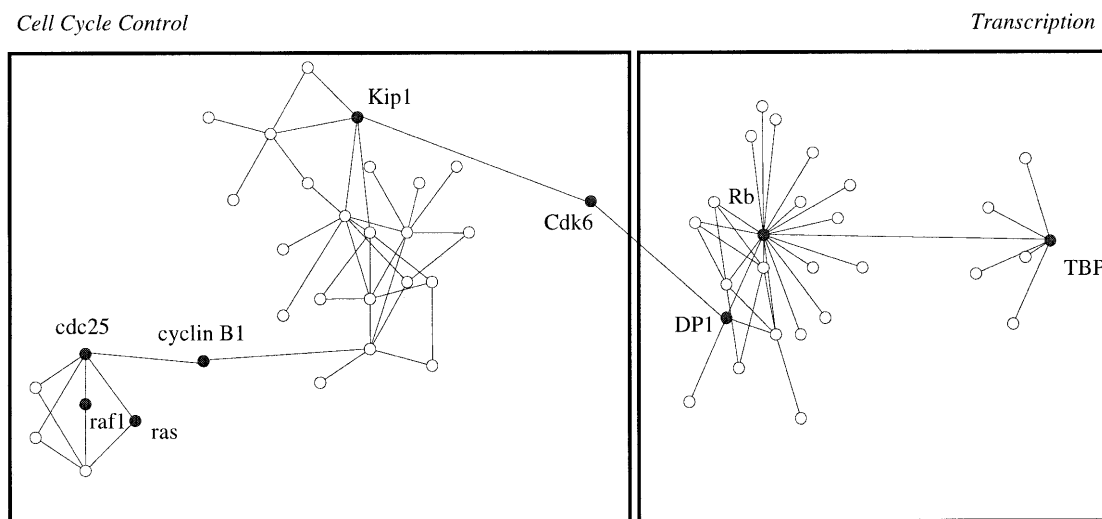 Cell Cycle Control
Transcription
Kip1
Cdk6
Rb
TBP
DP1
cdc25
cyclin B1
raf1
ras